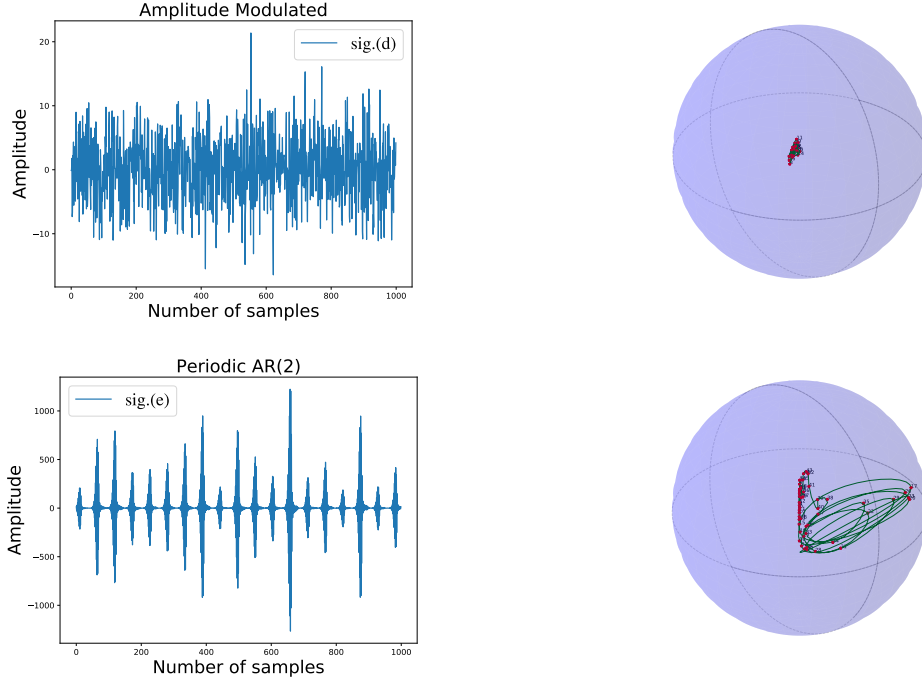 Amplitude Modulated
sig.(d)
20
10
0
−10
Amplitude
0 200 400 600 800 1000
Number of samples
Periodic AR(2)
sig.(e)
1000
500
0
−500
−1000
Amplitude
0 200 400 600 800 1000
Number of samples